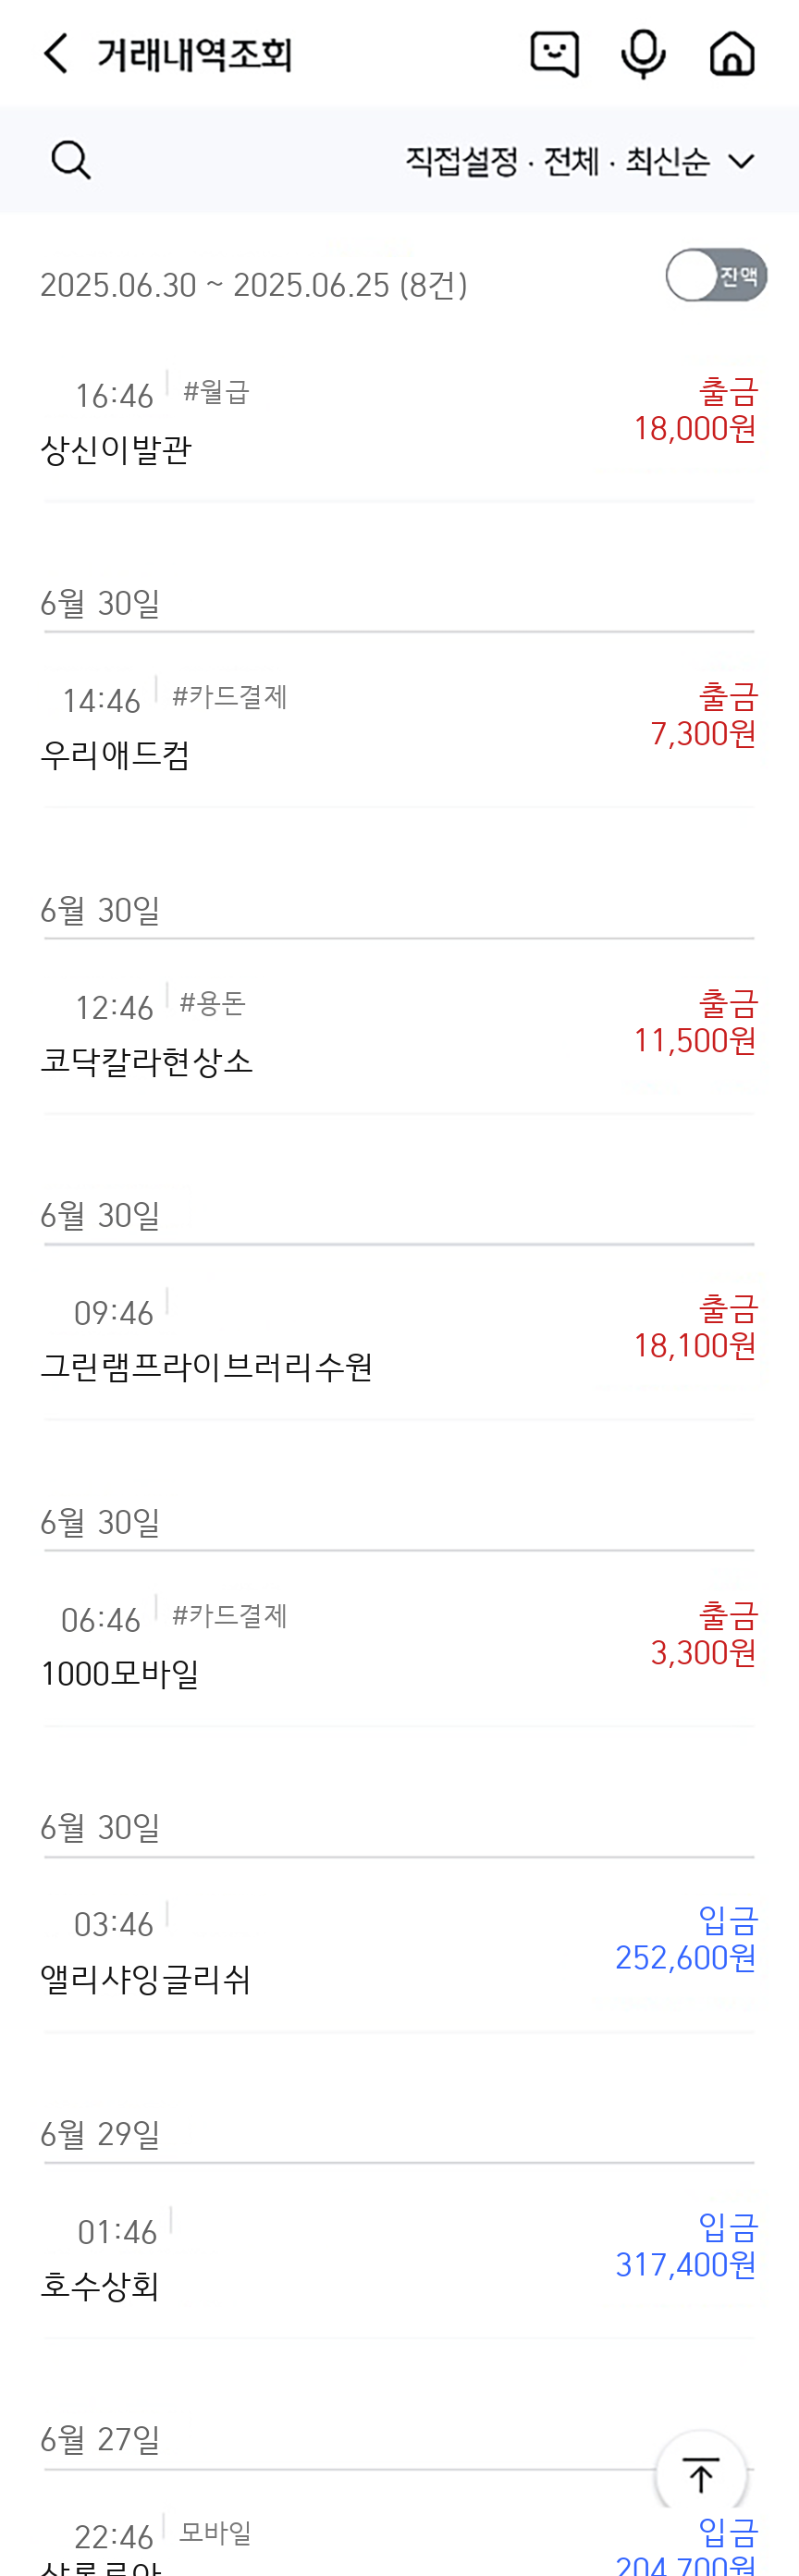 거래내역조회
직접설정 · 전체 · 최신순
2025.06.30 ~ 2025.06.25 (8건)
잔액
16:46 #월급
출금
상신이발관
18,000원
6월 30일
14:46 #카드결제
출금
우리애드컴
7,300원
6월 30일
12:46 #용돈
출금
코닥칼라현상소
11,500원
6월 30일
09:46
출금
그린램프라이브러리수원
18,100원
6월 30일
06:46 #카드결제
출금
1000모바일
3,300원
6월 30일
03:46
입금
앨리샤잉글리쉬
252,600원
6월 29일
01:46
입금
호수상회
317,400원
6월 27일
22:46 모바일
입금
204,700원